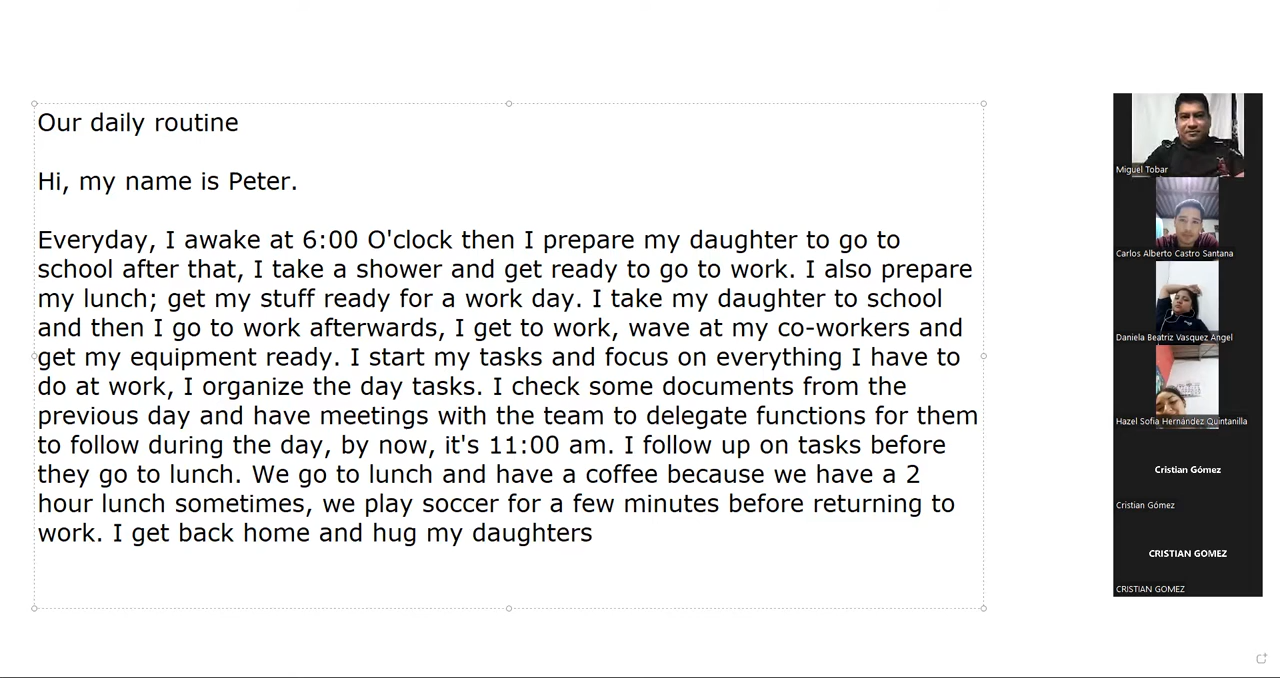 Our daily routine
Hi, my name is Peter.
Everyday, I awake at 6:00 O'clock then I prepare my daughter to go to
school after that, I take a shower and get ready to go to work. I also prepare
my lunch; get my stuff ready for a work day. I take my daughter to school
and then I go to work afterwards, I get to work, wave at my co-workers and
get my equipment ready. I start my tasks and focus on everything I have to
do at work, I organize the day tasks. I check some documents from the
previous day and have meetings with the team to delegate functions for them
to follow during the day, by now, it's 11:00 am. I follow up on tasks before
they go to lunch. We go to lunch and have a coffee because we have a 2
hour lunch sometimes, we play soccer for a few minutes before returning to
work. I get back home and hug my daughters
Miguel Tobar
Carlos Alberto Castro Santana
Daniela Beatriz Vasquez Angel
Hazel Sofia Hernández Quintanilla
Cristian Gómez
Cristian Gómez
CRISTIAN GOMEZ
CRISTIAN GOMEZ